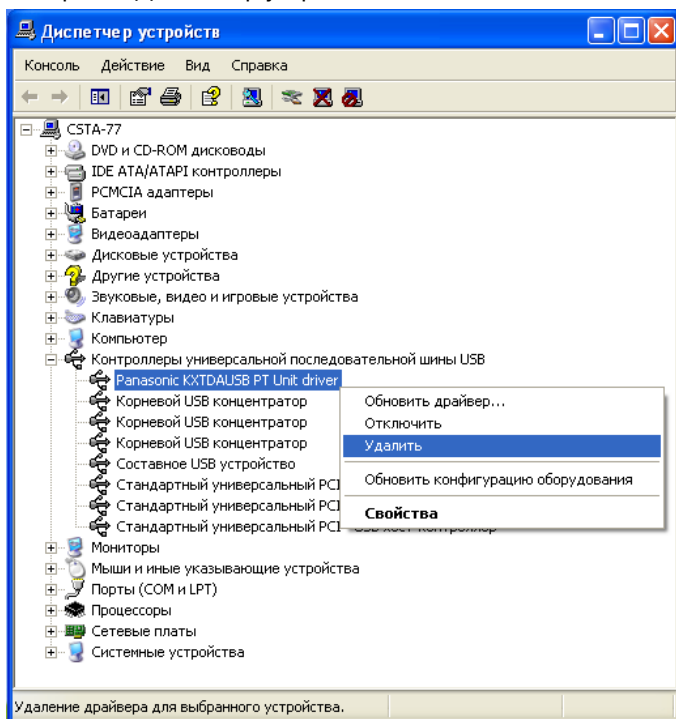 Диспетчер устройств
Консоль Действие Вид Справка
CSTA-77
DVD и CD-ROM дисководы
IDE ATA/ATAPI контроллеры
PCMCIA адаптеры
Батареи
Видеоадаптеры
Дисковые устройства
Другие устройства
Звуковые, видео и игровые устройства
Клавиатуры
Компьютер
Контроллеры универсальной последовательной шины USB
Panasonic KXTDAUSB PT Unit driver
Корневой USB концентратор
Корневой USB концентратор
Корневой USB концентратор
Составное USB устройство
Стандартный универсальный PCI
Стандартный универсальный PCI
Стандартный универсальный PCI - USB хост контроллер
Мониторы
Мыши и иные указывающие устройства
Порты (COM и LPT)
Процессоры
Сетевые платы
Системные устройства
Обновить драйвер...
Отключить
Удалить
Обновить конфигурацию оборудования
Свойства
Удаление драйвера для выбранного устройства.